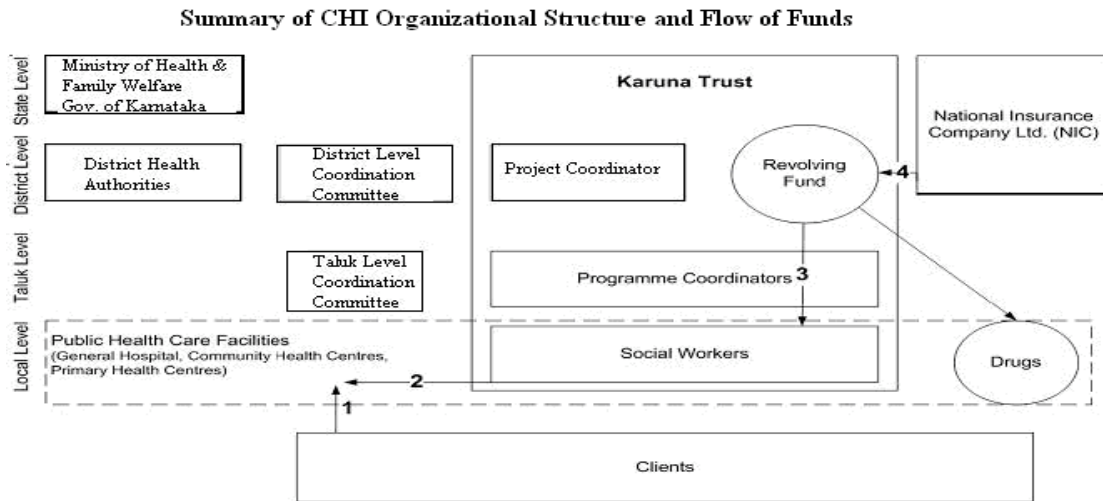 Summary of CHI Organizational Structure and Flow of Funds
State Level
Ministry of Health &
Family Welfare
Gov. of Karnataka
Karuna Trust
National Insurance
Company Ltd. (NIC)
District Level
District Health
Authorities
District Level
Coordination
Committee
Project Coordinator
Revolving
Fund
4
Taluk Level
Taluk Level
Coordination
Committee
Programme Coordinators
3
Local Level
Public Health Care Facilities
(General Hospital, Community Health Centres,
Primary Health Centres)
Social Workers
Drugs
2
1
Clients